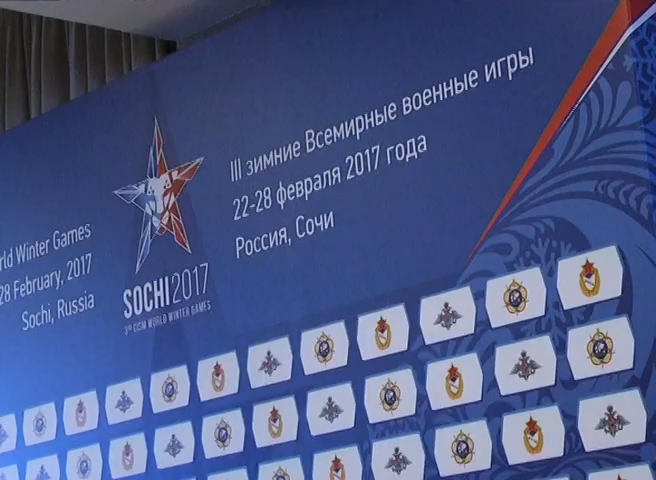 III зимние Всемирные военные игры
22-28 февраля 2017 года
Россия, Сочи
Winter Games
28 February, 2017
Sochi, Russia
SOCHI2017
3RD CISM WORLD WINTER GAMES